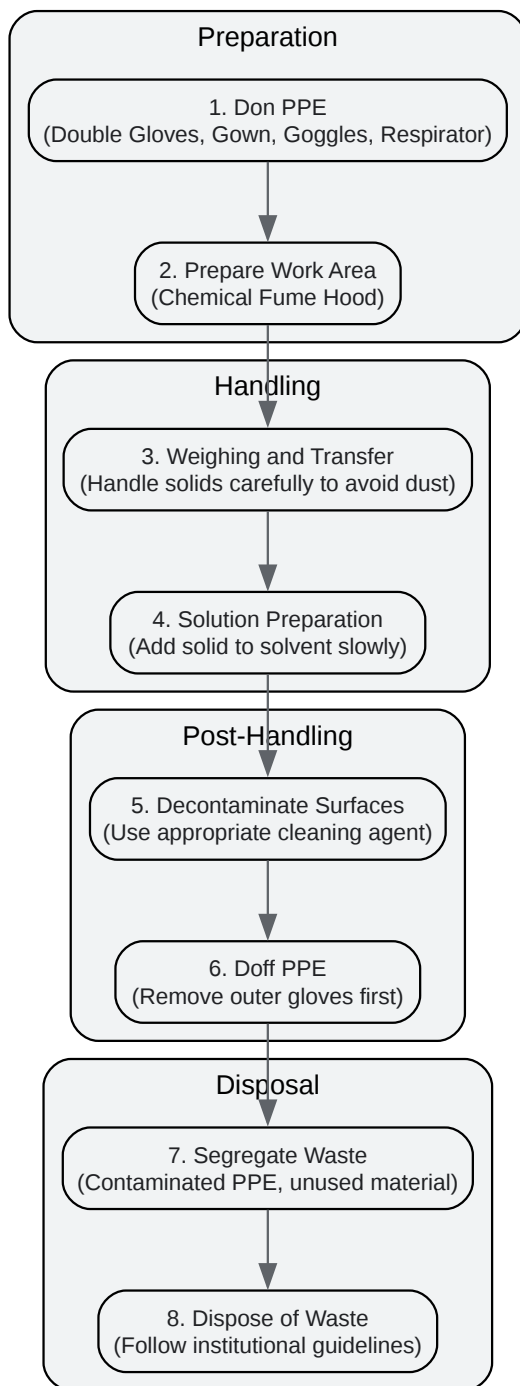 Preparation
1. Don PPE
(Double Gloves, Gown, Goggles, Respirator)
2. Prepare Work Area
(Chemical Fume Hood)
Handling
3. Weighing and Transfer
(Handle solids carefully to avoid dust)
4. Solution Preparation
(Add solid to solvent slowly)
Post-Handling
5. Decontaminate Surfaces
(Use appropriate cleaning agent)
6. Doff PPE
(Remove outer gloves first)
Disposal
7. Segregate Waste
(Contaminated PPE, unused material)
8. Dispose of Waste
(Follow institutional guidelines)